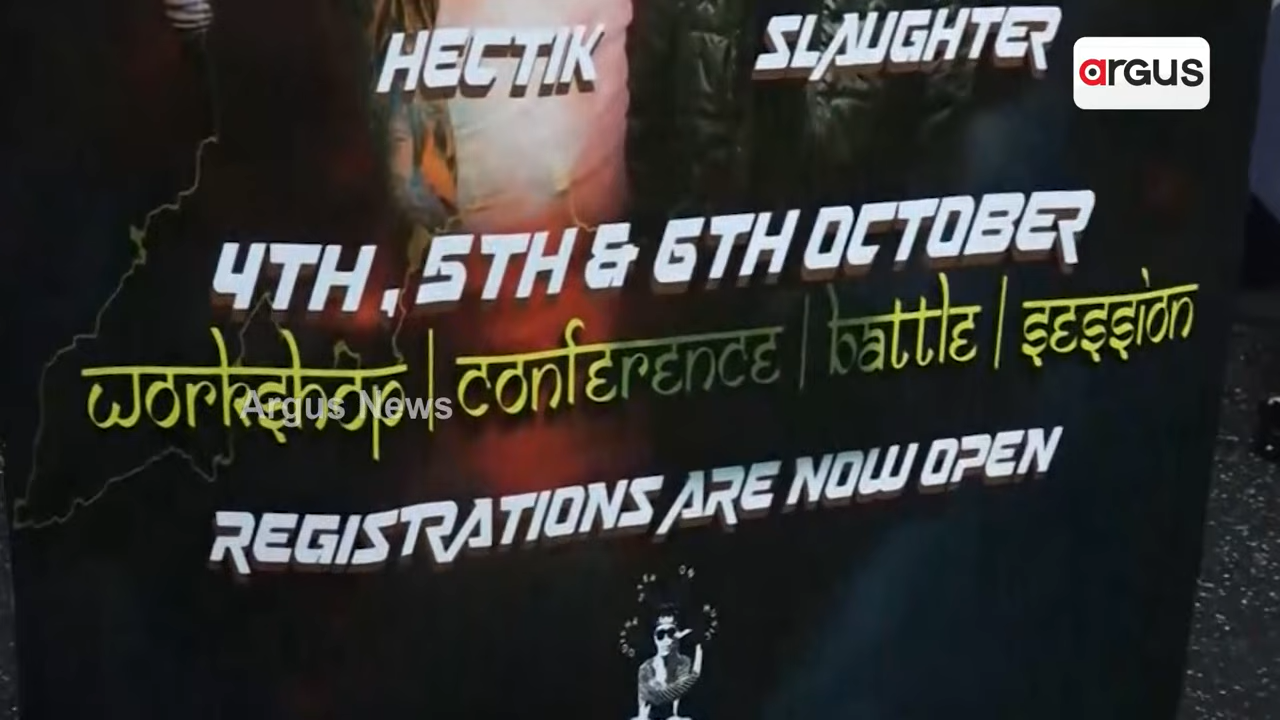 HECTIK
SLAUGHTER
argus
4TH, 5TH & 6TH OCTOBER
workshop | conference | battle | session
Argus News
REGISTRATIONS ARE NOW OPEN